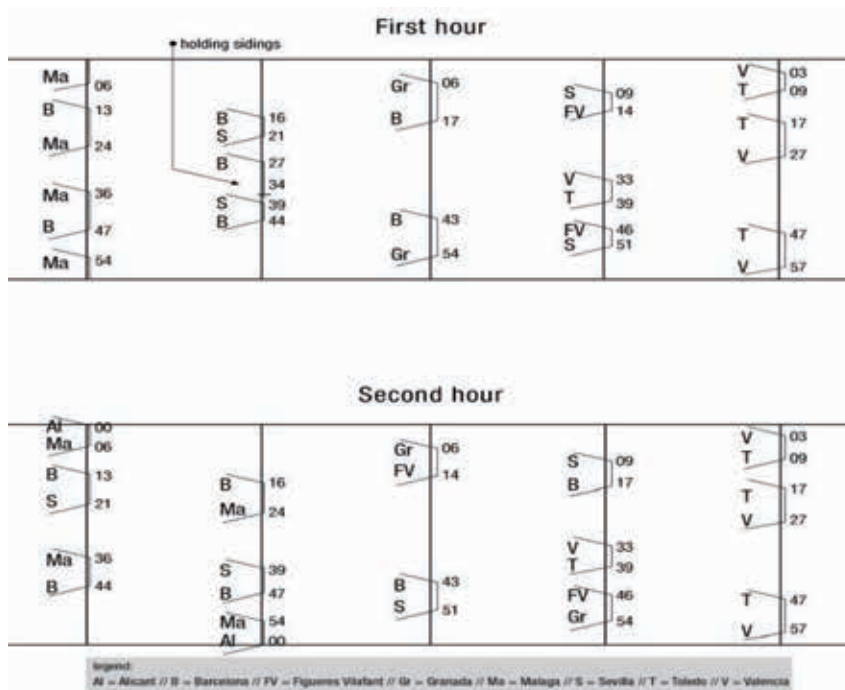 First hour
holding sidings
Ma 06
B 13
Ma 24
Ma 36
B 47
Ma 54
B 16
S 21
B 27
34
S 39
B 44
Gr 06
B 17
B 43
Gr 54
S 09
FV 14
V 33
T 39
FV 46
S 51
V 03
T 09
T 17
V 27
T 47
V 57
Second hour
Al 00
Ma 06
B 13
S 21
Ma 36
B 44
B 16
Ma 24
S 39
B 47
Ma 54
Al 00
Gr 06
FV 14
B 43
S 51
S 09
B 17
V 33
T 39
FV 46
Gr 54
V 03
T 09
T 17
V 27
T 47
V 57
legend:
Al = Alicant // B = Barcelona // FV = Figueres Vilafant // Gr = Granada // Ma = Malaga // S = Sevilla // T = Toledo // V = Valencia